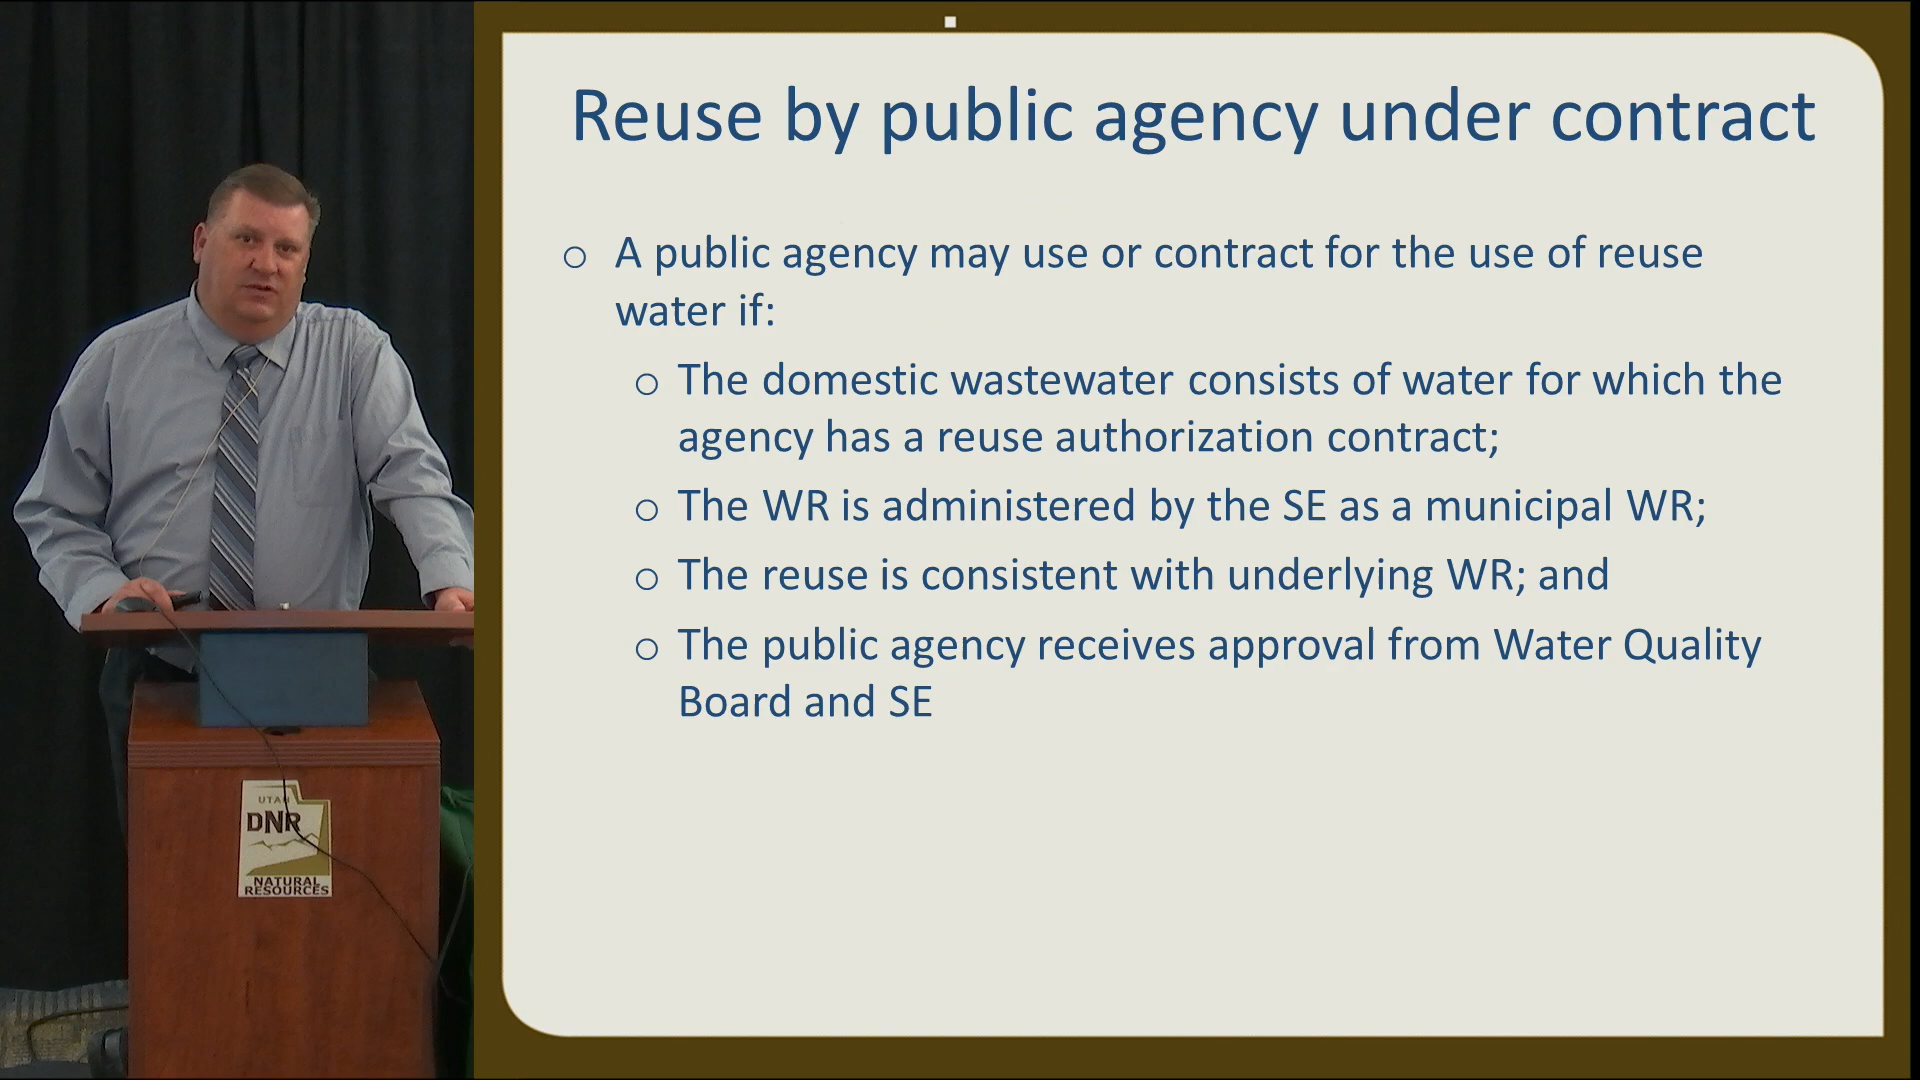 Reuse by public agency under contract
o A public agency may use or contract for the use of reuse
water if:
o The domestic wastewater consists of water for which the
agency has a reuse authorization contract;
o The WR is administered by the SE as a municipal WR;
o The reuse is consistent with underlying WR; and
o The public agency receives approval from Water Quality
Board and SE
UTAH
DNR
NATURAL
RESOURCES